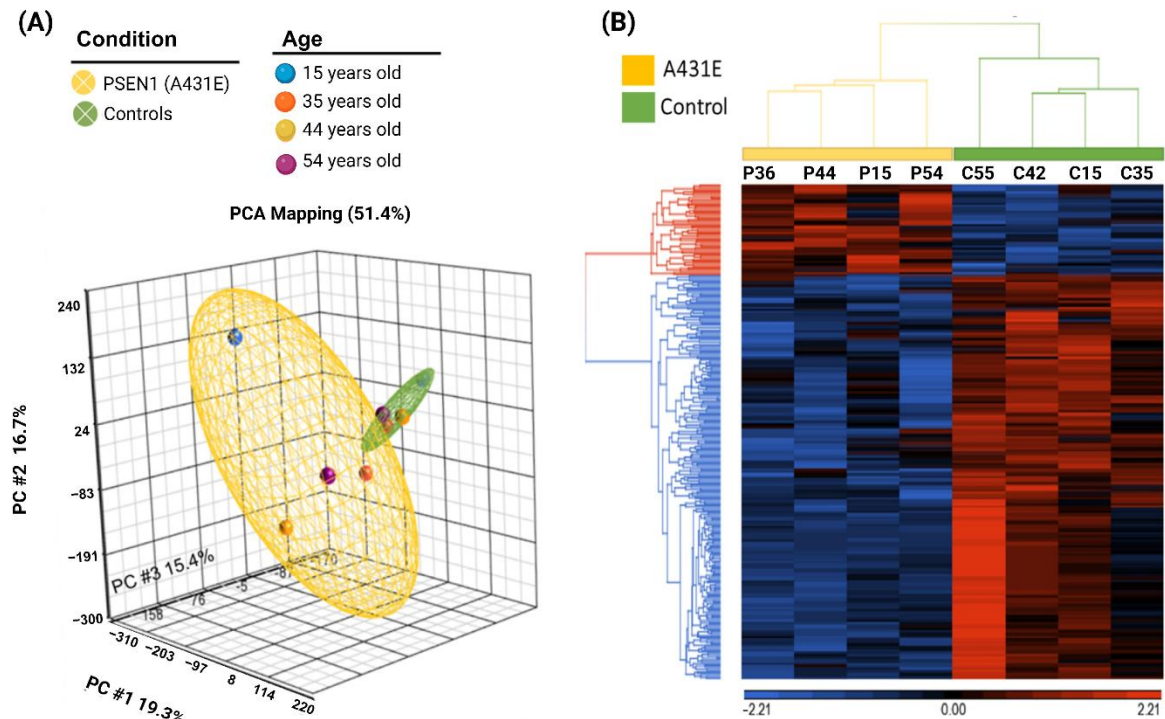 (A)
Condition
PSEN1 (A431E)
Controls
Age
15 years old
35 years old
44 years old
54 years old
PCA Mapping (51.4%)
240
132
24
−83
−191
−300
PC #2 16.7%
PC #3 15.4%
158
76
-5
-87
-170
−310
−203
−97
8
114
220
PC #1 19.3%
(B)
A431E
Control
P36 P44 P15 P54 C55 C42 C15 C35
-2.21 0.00 2.21